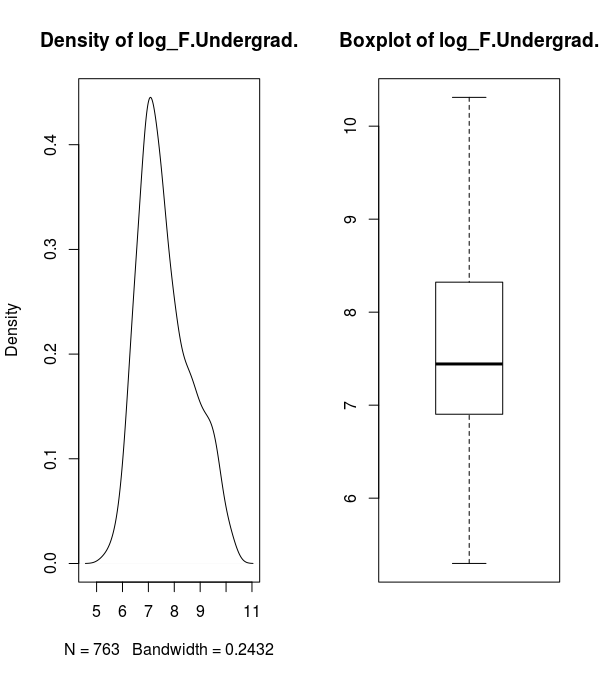 Density of log_F.Undergrad.
Density
0.4
0.3
0.2
0.1
0.0
5 6 7 8 9 11
N = 763 Bandwidth = 0.2432
Boxplot of log_F.Undergrad.
10
9
8
7
6